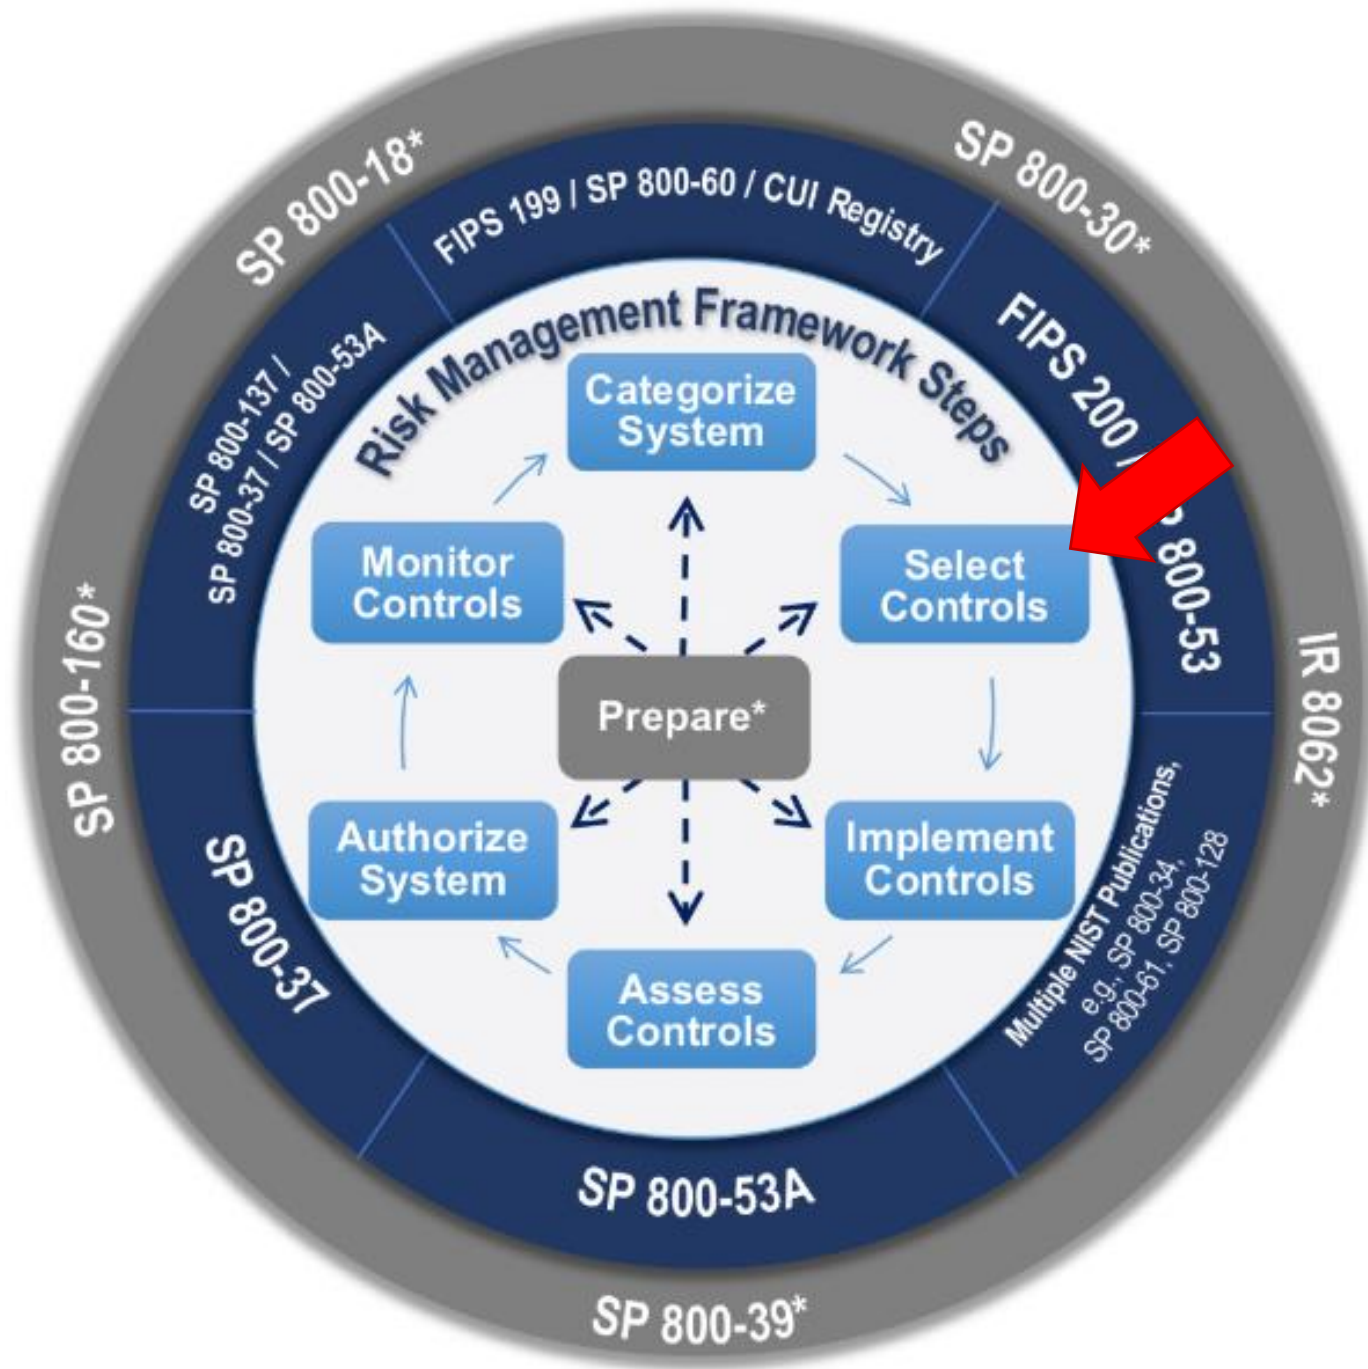 SP 800-18*
SP 800-30*
IR 8062*
SP 800-39*
SP 800-160*
FIPS 199 / SP 800-60 / CUI Registry
FIPS 200 /
800-53
Multiple NIST Publications,
e.g., SP 800-34,
SP 800-61, SP 800-128
SP 800-53A
SP 800-37
SP 800-137 /
SP 800-37 / SP 800-53A
Risk Management Framework Steps
Categorize
System
Select
Controls
Implement
Controls
Assess
Controls
Authorize
System
Monitor
Controls
Prepare*